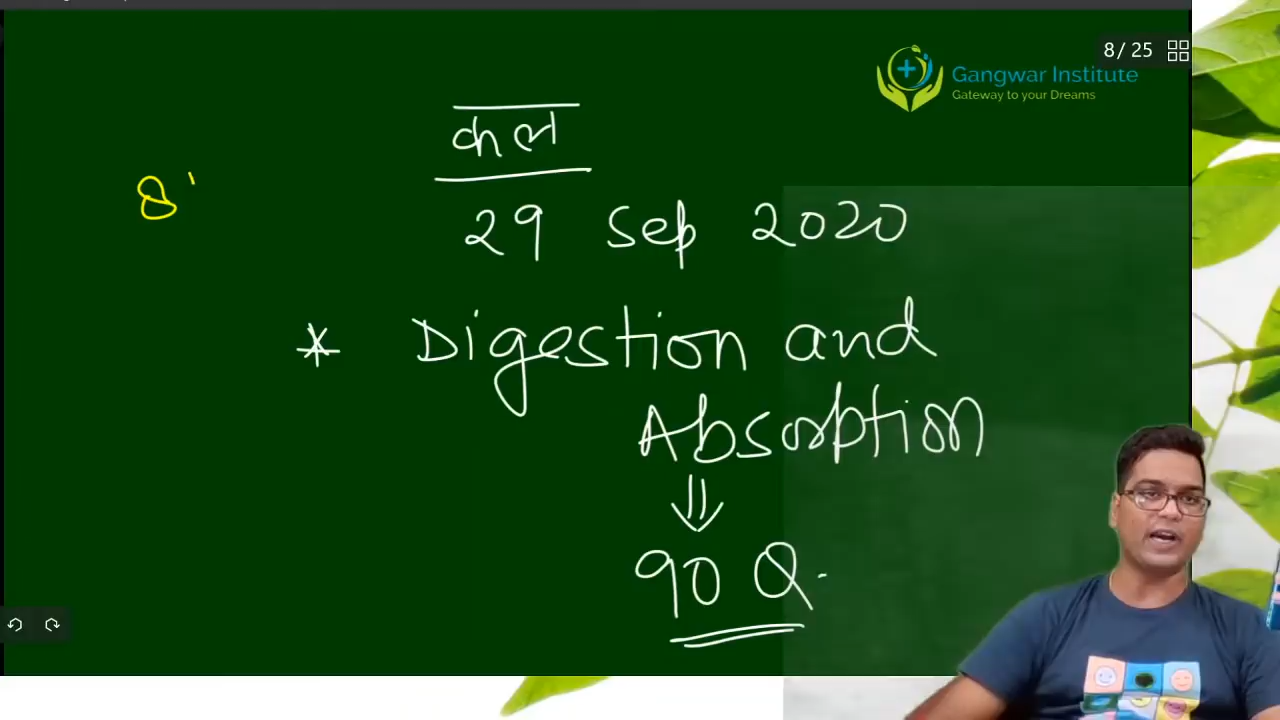 8/25
Gangwar Institute
Gateway to your Dreams
कल
8'
29 Sep 2020
* Digestion and
Absorption
⇓
90 Q.